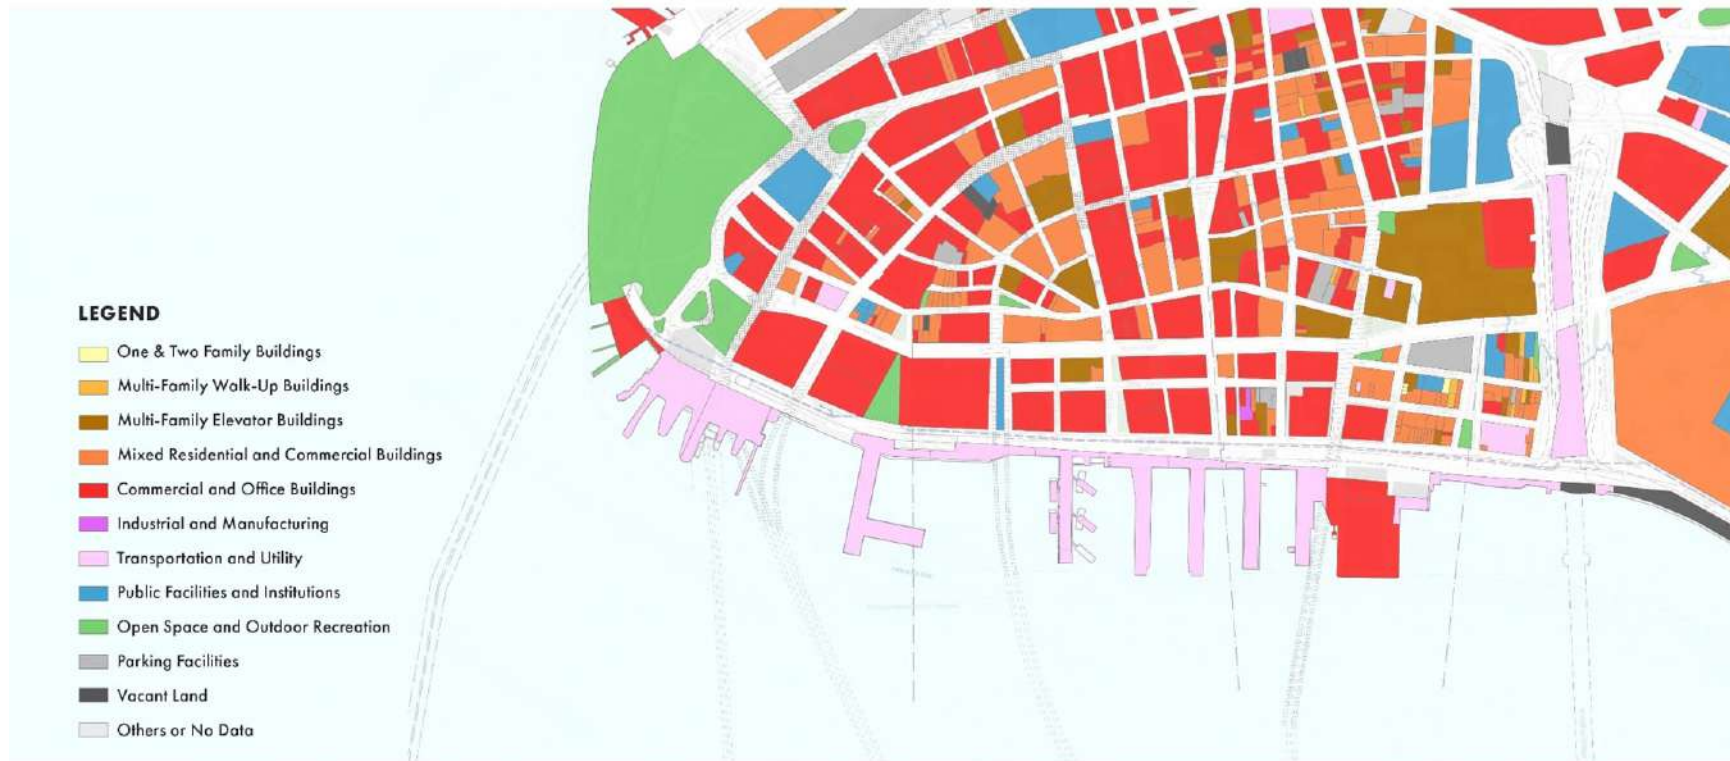 LEGEND
One & Two Family Buildings
Multi-Family Walk-Up Buildings
Multi-Family Elevator Buildings
Mixed Residential and Commercial Buildings
Commercial and Office Buildings
Industrial and Manufacturing
Transportation and Utility
Public Facilities and Institutions
Open Space and Outdoor Recreation
Parking Facilities
Vacant Land
Others or No Data